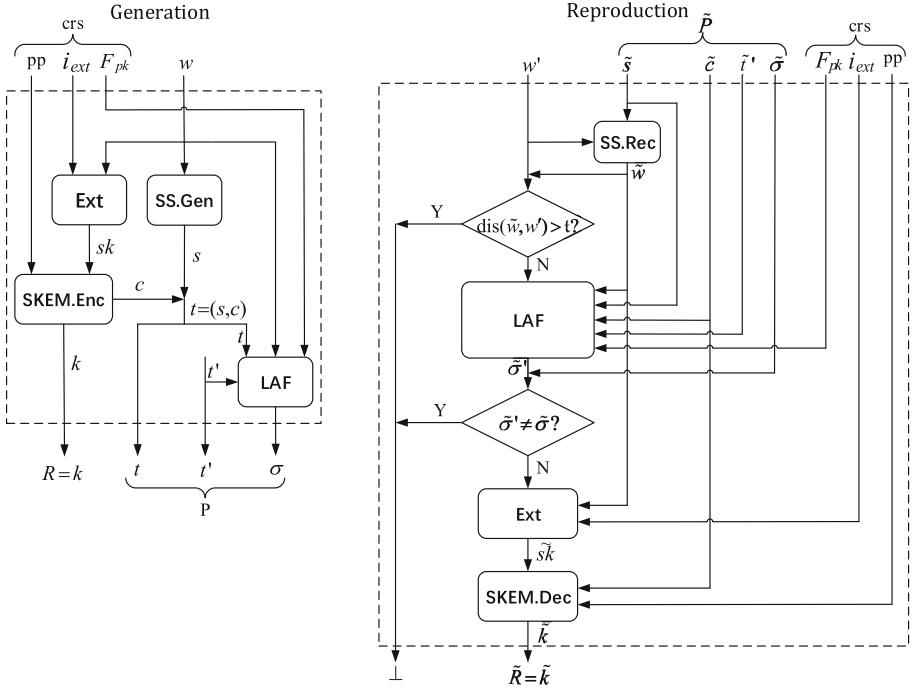 Generation
crs
pp i_ext F_pk w
Ext
SS.Gen
sk
s
SKEM.Enc
c
t=(s,c)
k
t
t'
LAF
R=k
t
t'
σ
P
Reproduction
P̃
crs
w' s̃ c̃ t̃' σ̃ F_pk i_ext pp
SS.Rec
w̃
Y
dis(w̃,w')>t?
N
LAF
σ̃'
Y
σ̃'≠σ̃?
N
Ext
s̃k̃
SKEM.Dec
k̃
⊥
R̃=k̃